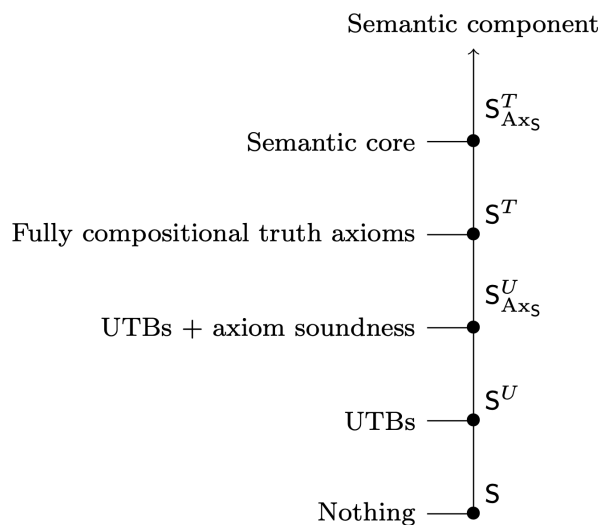 Semantic component
S^T_{Ax_S}
Semantic core
S^T
Fully compositional truth axioms
S^U_{Ax_S}
UTBs + axiom soundness
S^U
UTBs
S
Nothing